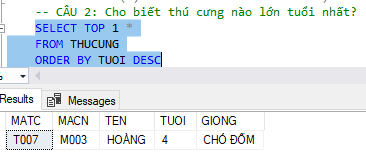 -- CÂU 2: Cho biết thú cưng nào lớn tuổi nhất?
SELECT TOP 1 *
FROM THUCUNG
ORDER BY TUOI DESC
Results Messages
MATC MACN TEN TUOI GIONG
T007 M003 HOÀNG 4 CHÓ ĐỐM